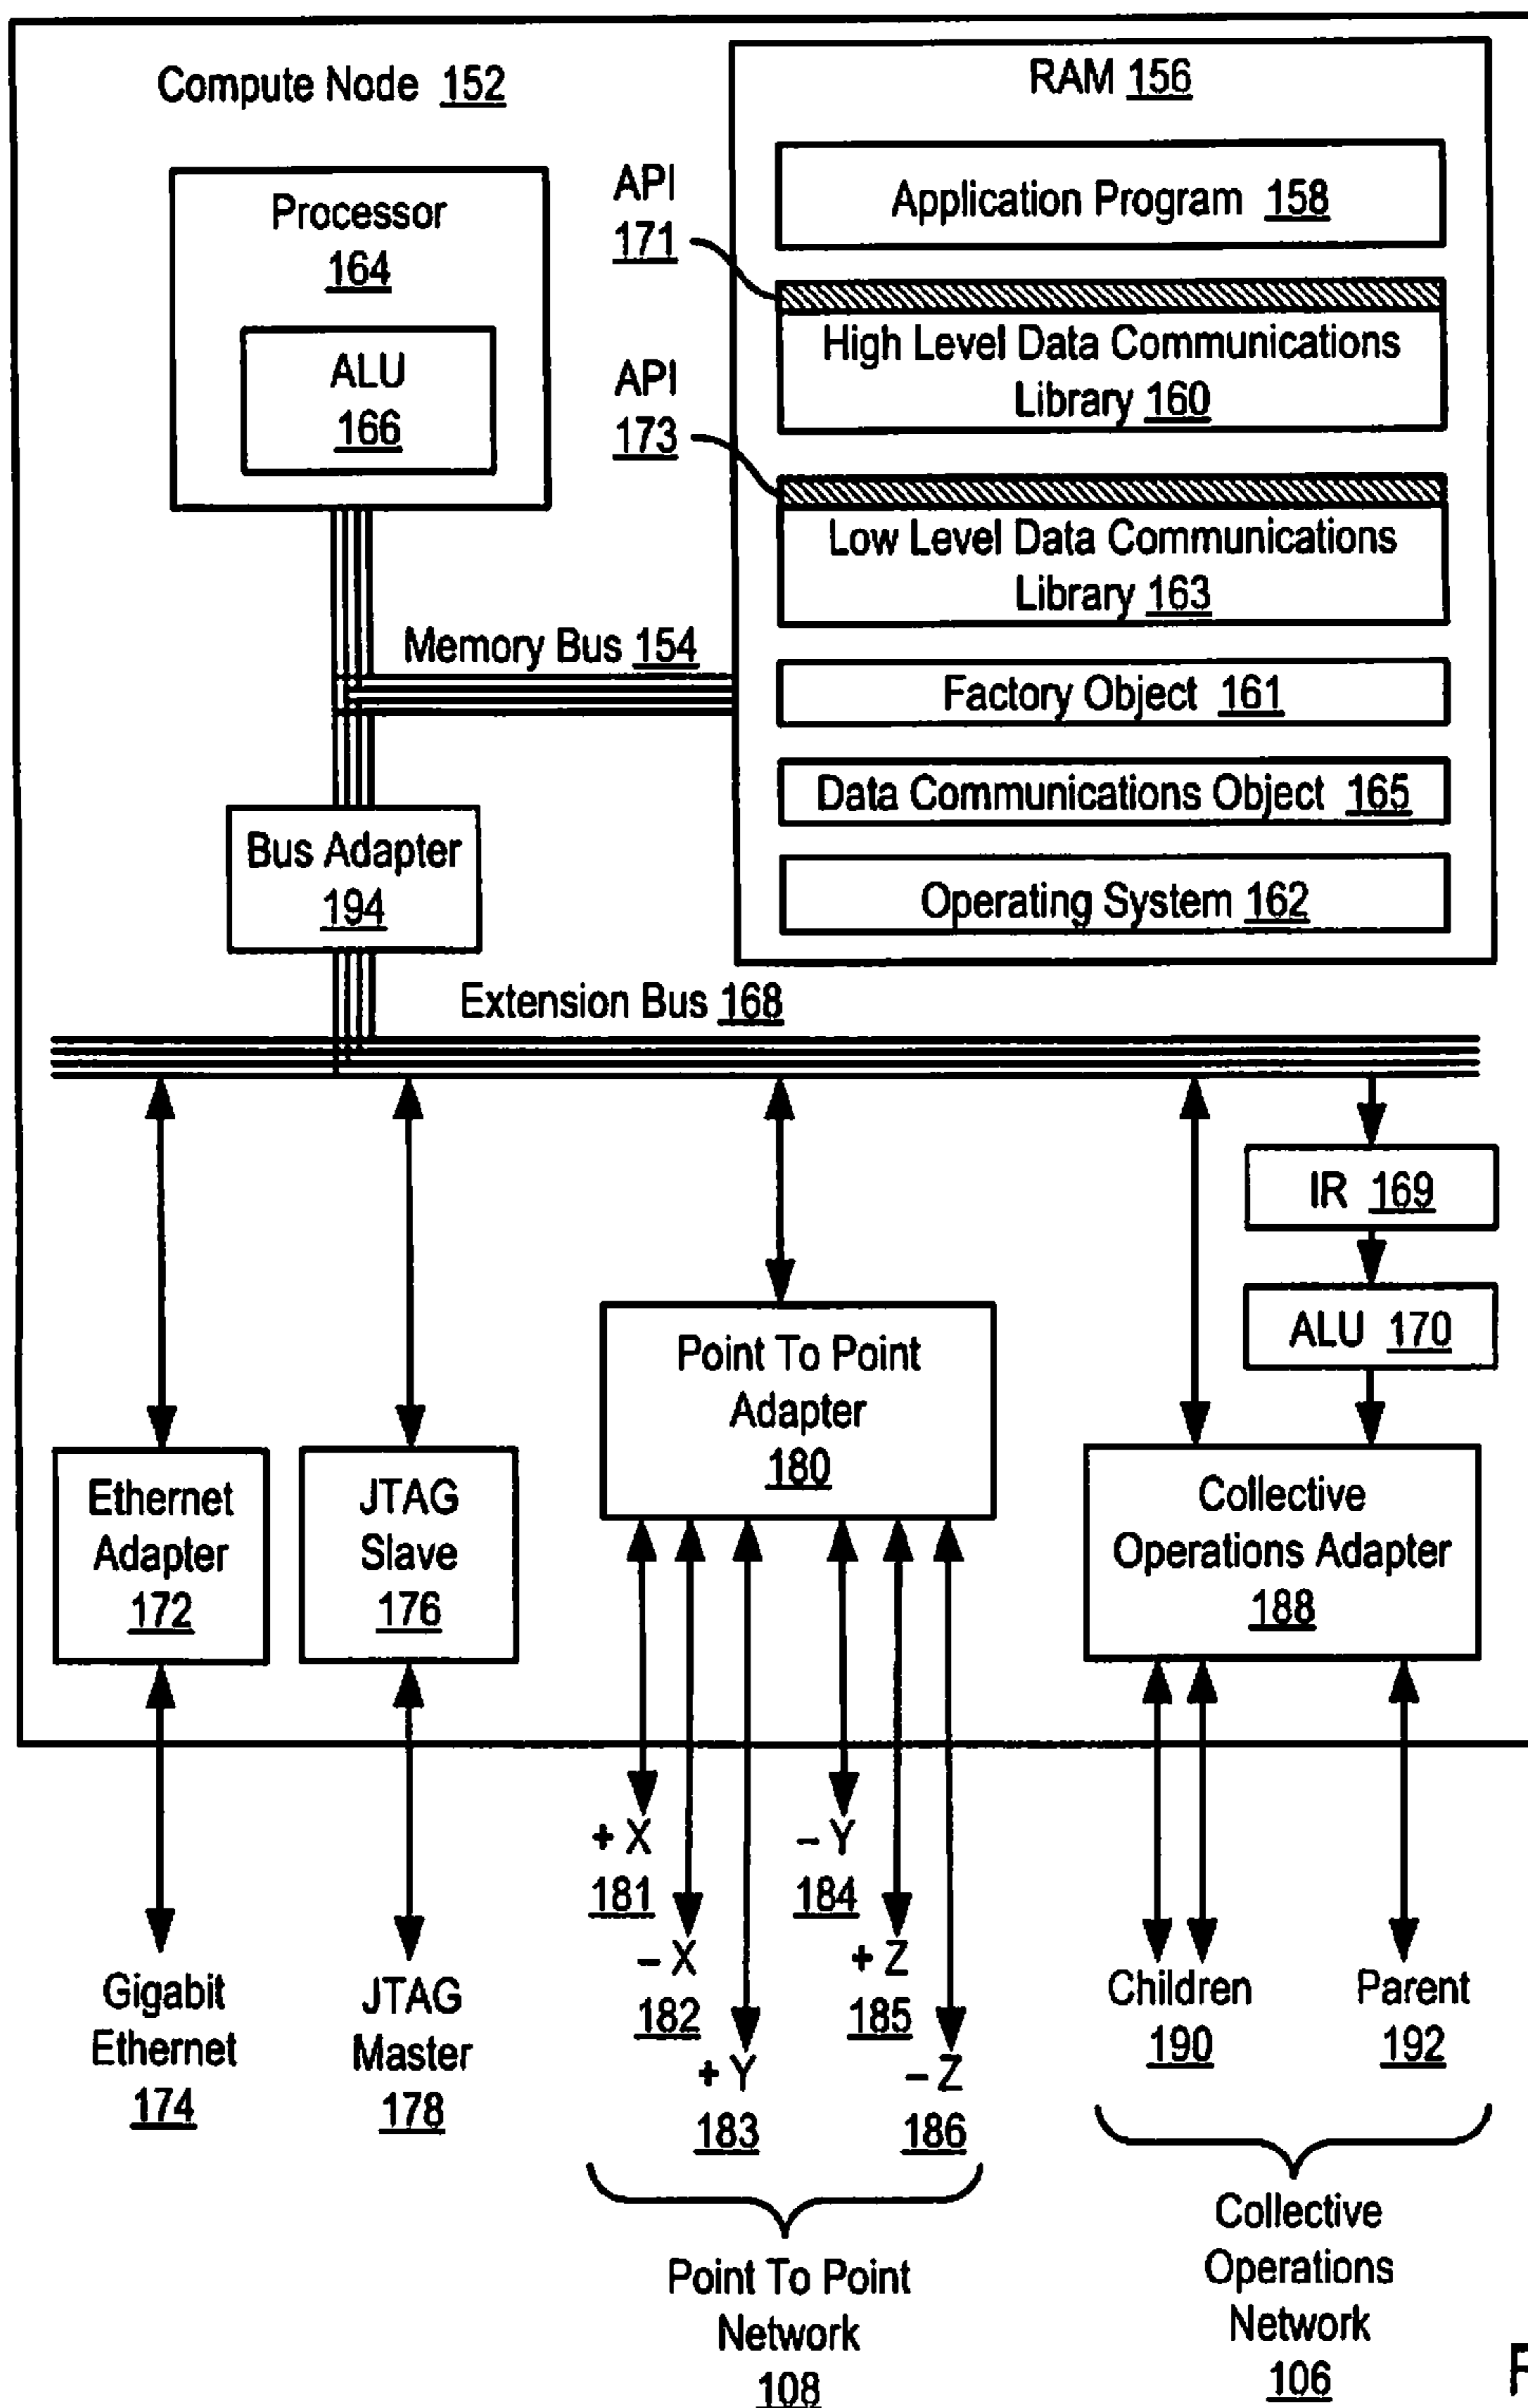 Compute Node 152
RAM 156
Application Program 158
API
171
High Level Data Communications
Library 160
API
173
Low Level Data Communications
Library 163
Factory Object 161
Data Communications Object 165
Operating System 162
Processor
164
ALU
166
Memory Bus 154
Bus Adapter
194
Extension Bus 168
IR 169
ALU 170
Point To Point
Adapter
180
Ethernet
Adapter
172
JTAG
Slave
176
Collective
Operations Adapter
188
+ X
181
– X
182
+ Y
183
– Y
184
+ Z
185
– Z
186
Gigabit
Ethernet
174
JTAG
Master
178
Children
190
Parent
192
Point To Point
Network
108
Collective
Operations
Network
106